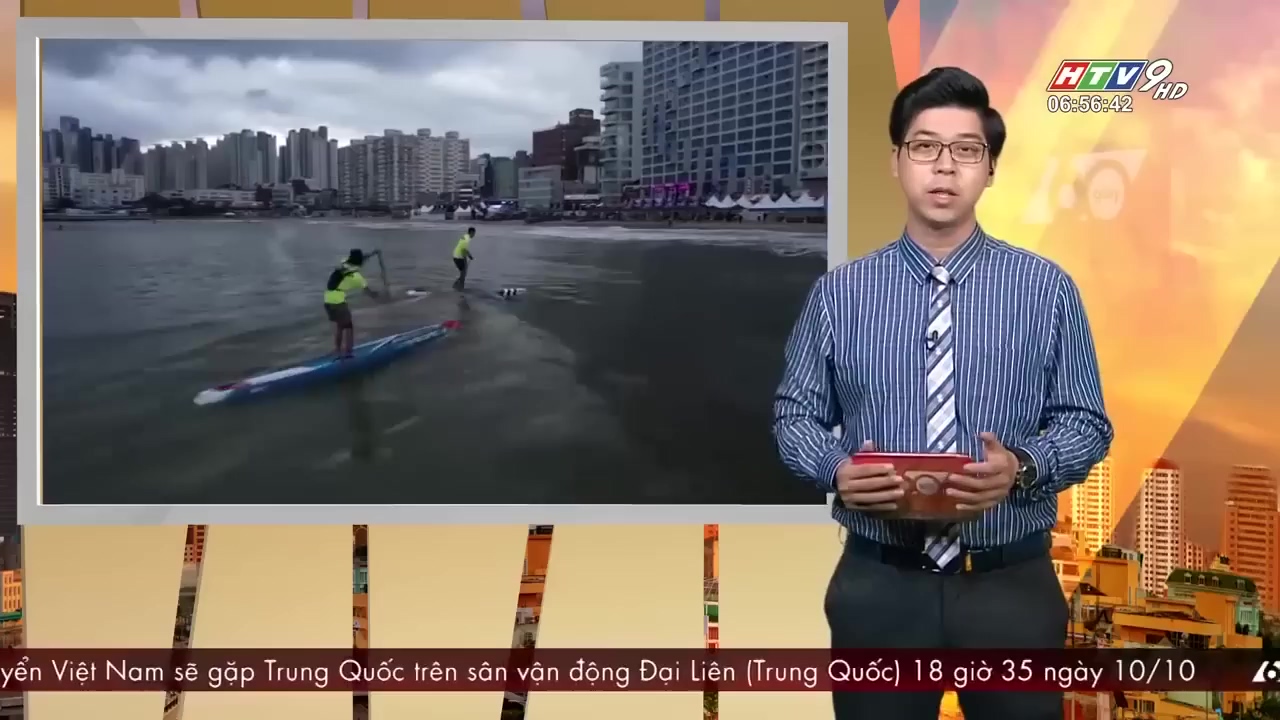 HTV9 HD
06:56:42
yển Việt Nam sẽ gặp Trung Quốc trên sân vận động Đại Liên (Trung Quốc) 18 giờ 35 ngày 10/10